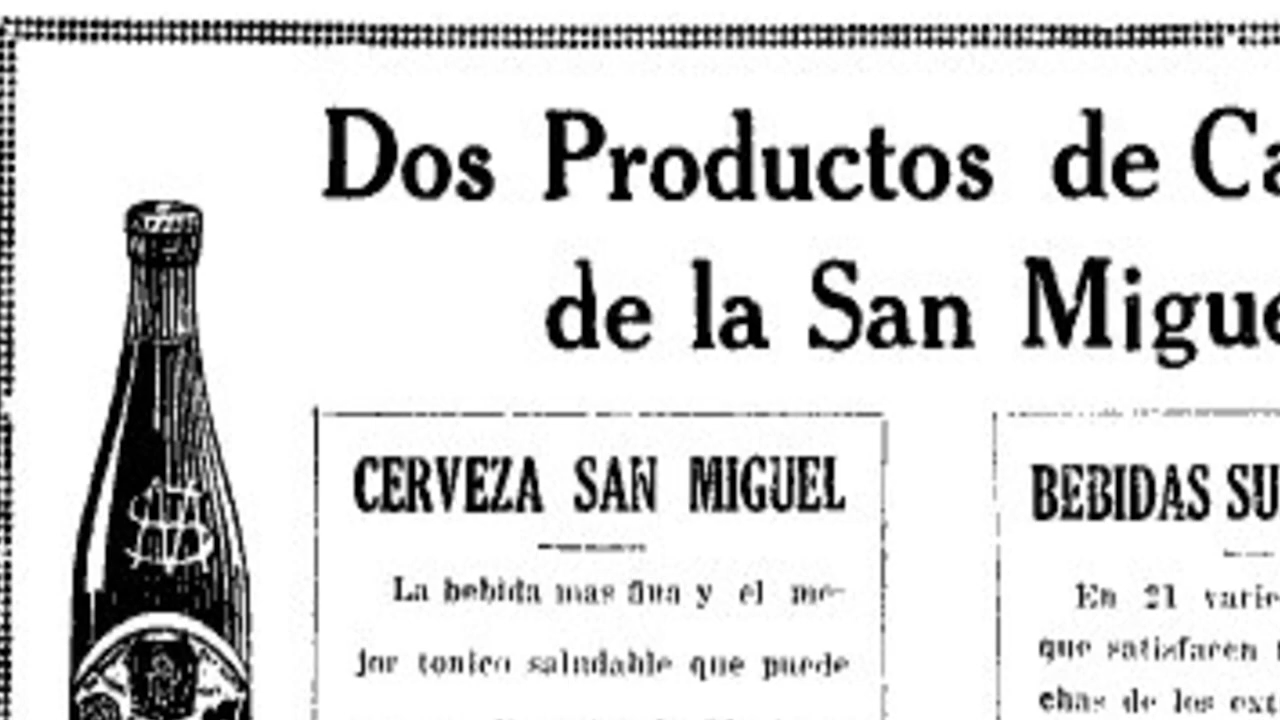 Dos Productos de Ca
de la San Migue
CERVEZA SAN MIGUEL
La bebida mas fina y el me-
jor tonico saludable que puede
BEBIDAS SU
En 21 varie
que satisfacen
chas de los ext